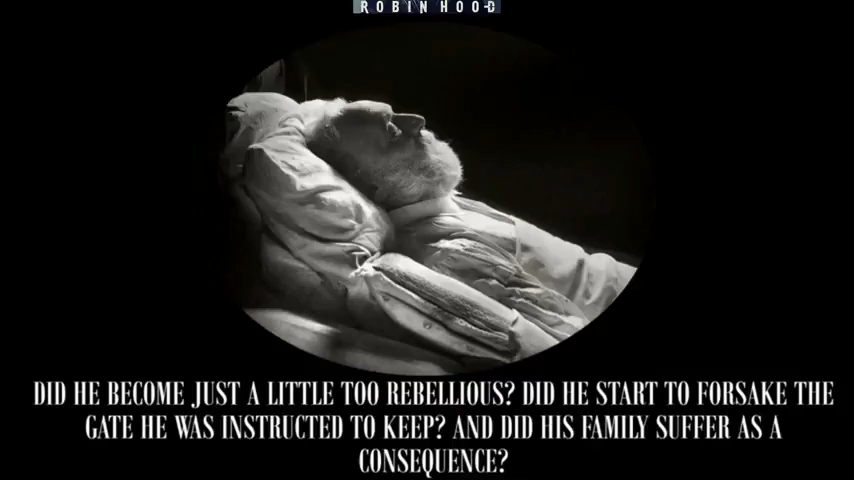 ROBIN HOOD
DID HE BECOME JUST A LITTLE TOO REBELLIOUS? DID HE START TO FORSAKE THE
GATE HE WAS INSTRUCTED TO KEEP? AND DID HIS FAMILY SUFFER AS A
CONSEQUENCE?